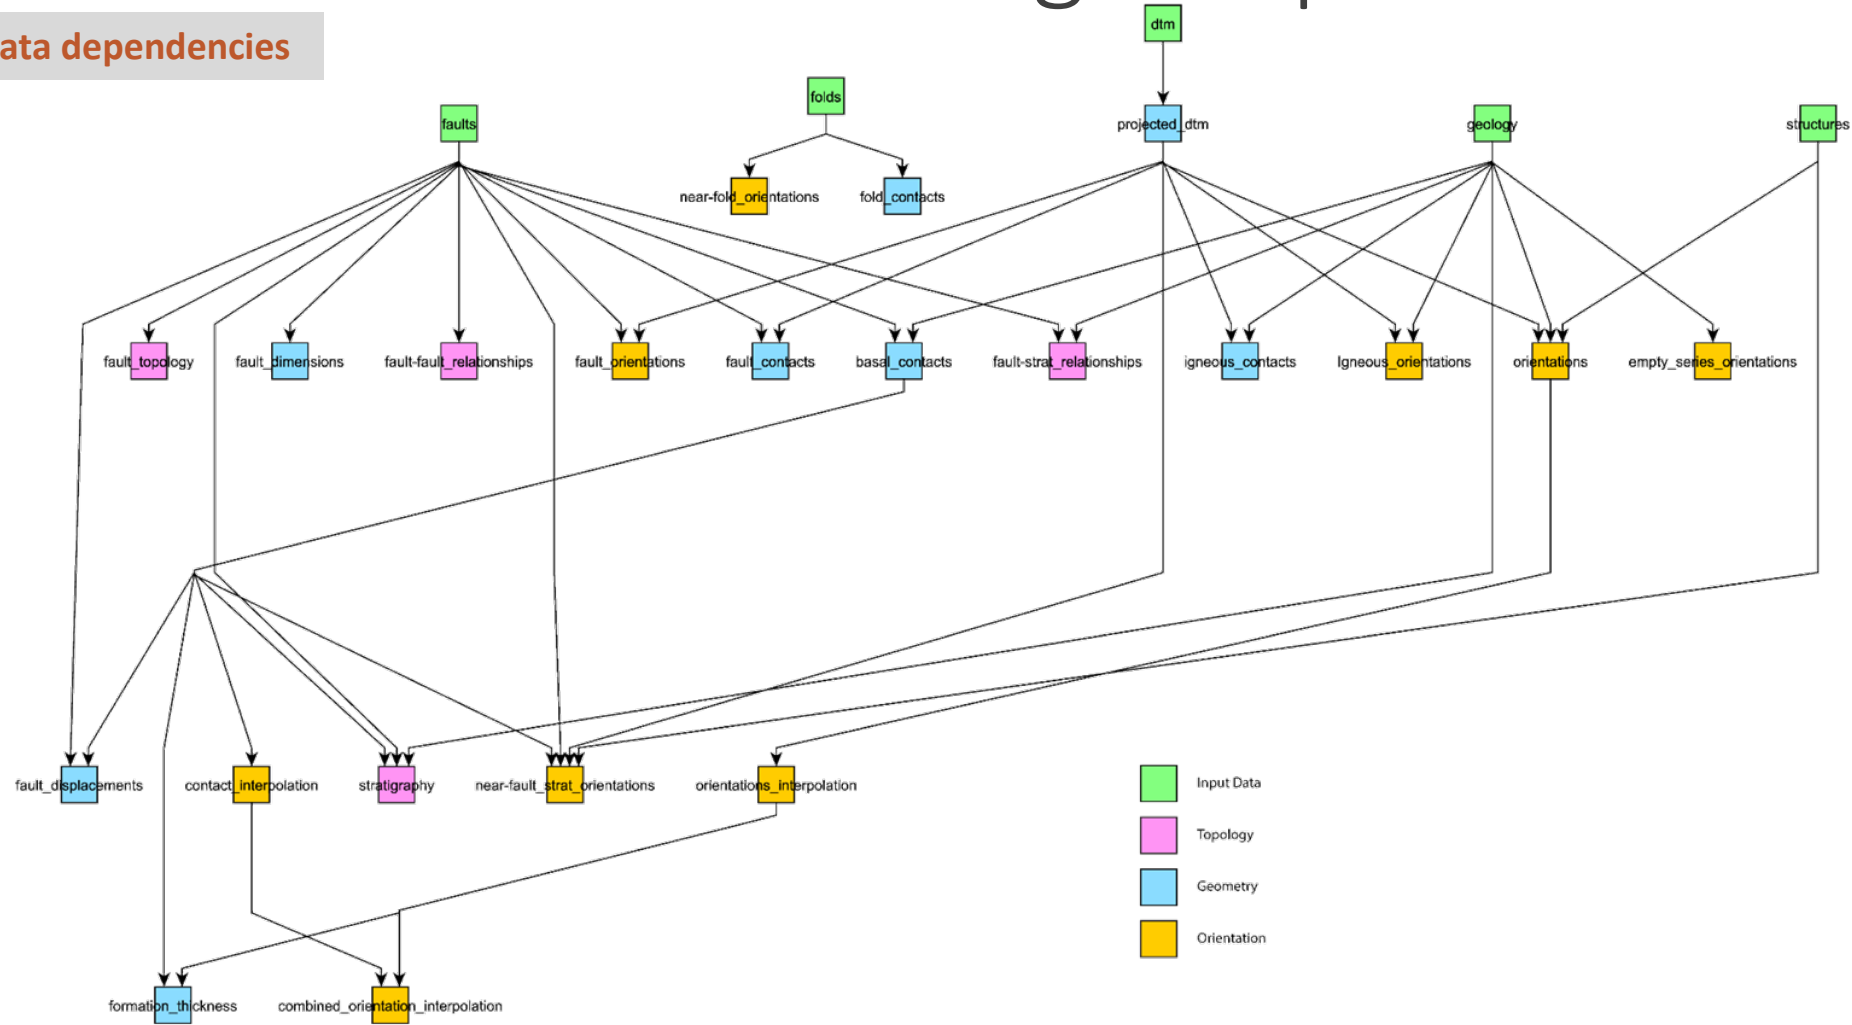 ata dependencies
dtm
folds
faults
projected_dtm
geology
structures
near-fold_orientations
fold_contacts
fault_topology
fault_dimensions
fault-fault_relationships
fault_orientations
fault_contacts
basal_contacts
fault-strat_relationships
igneous_contacts
Igneous_orientations
orientations
empty_series_orientations
fault_displacements
contact_interpolation
stratigraphy
near-fault_strat_orientations
orientations_interpolation
Input Data
Topology
Geometry
Orientation
formation_thickness
combined_orientation_interpolation